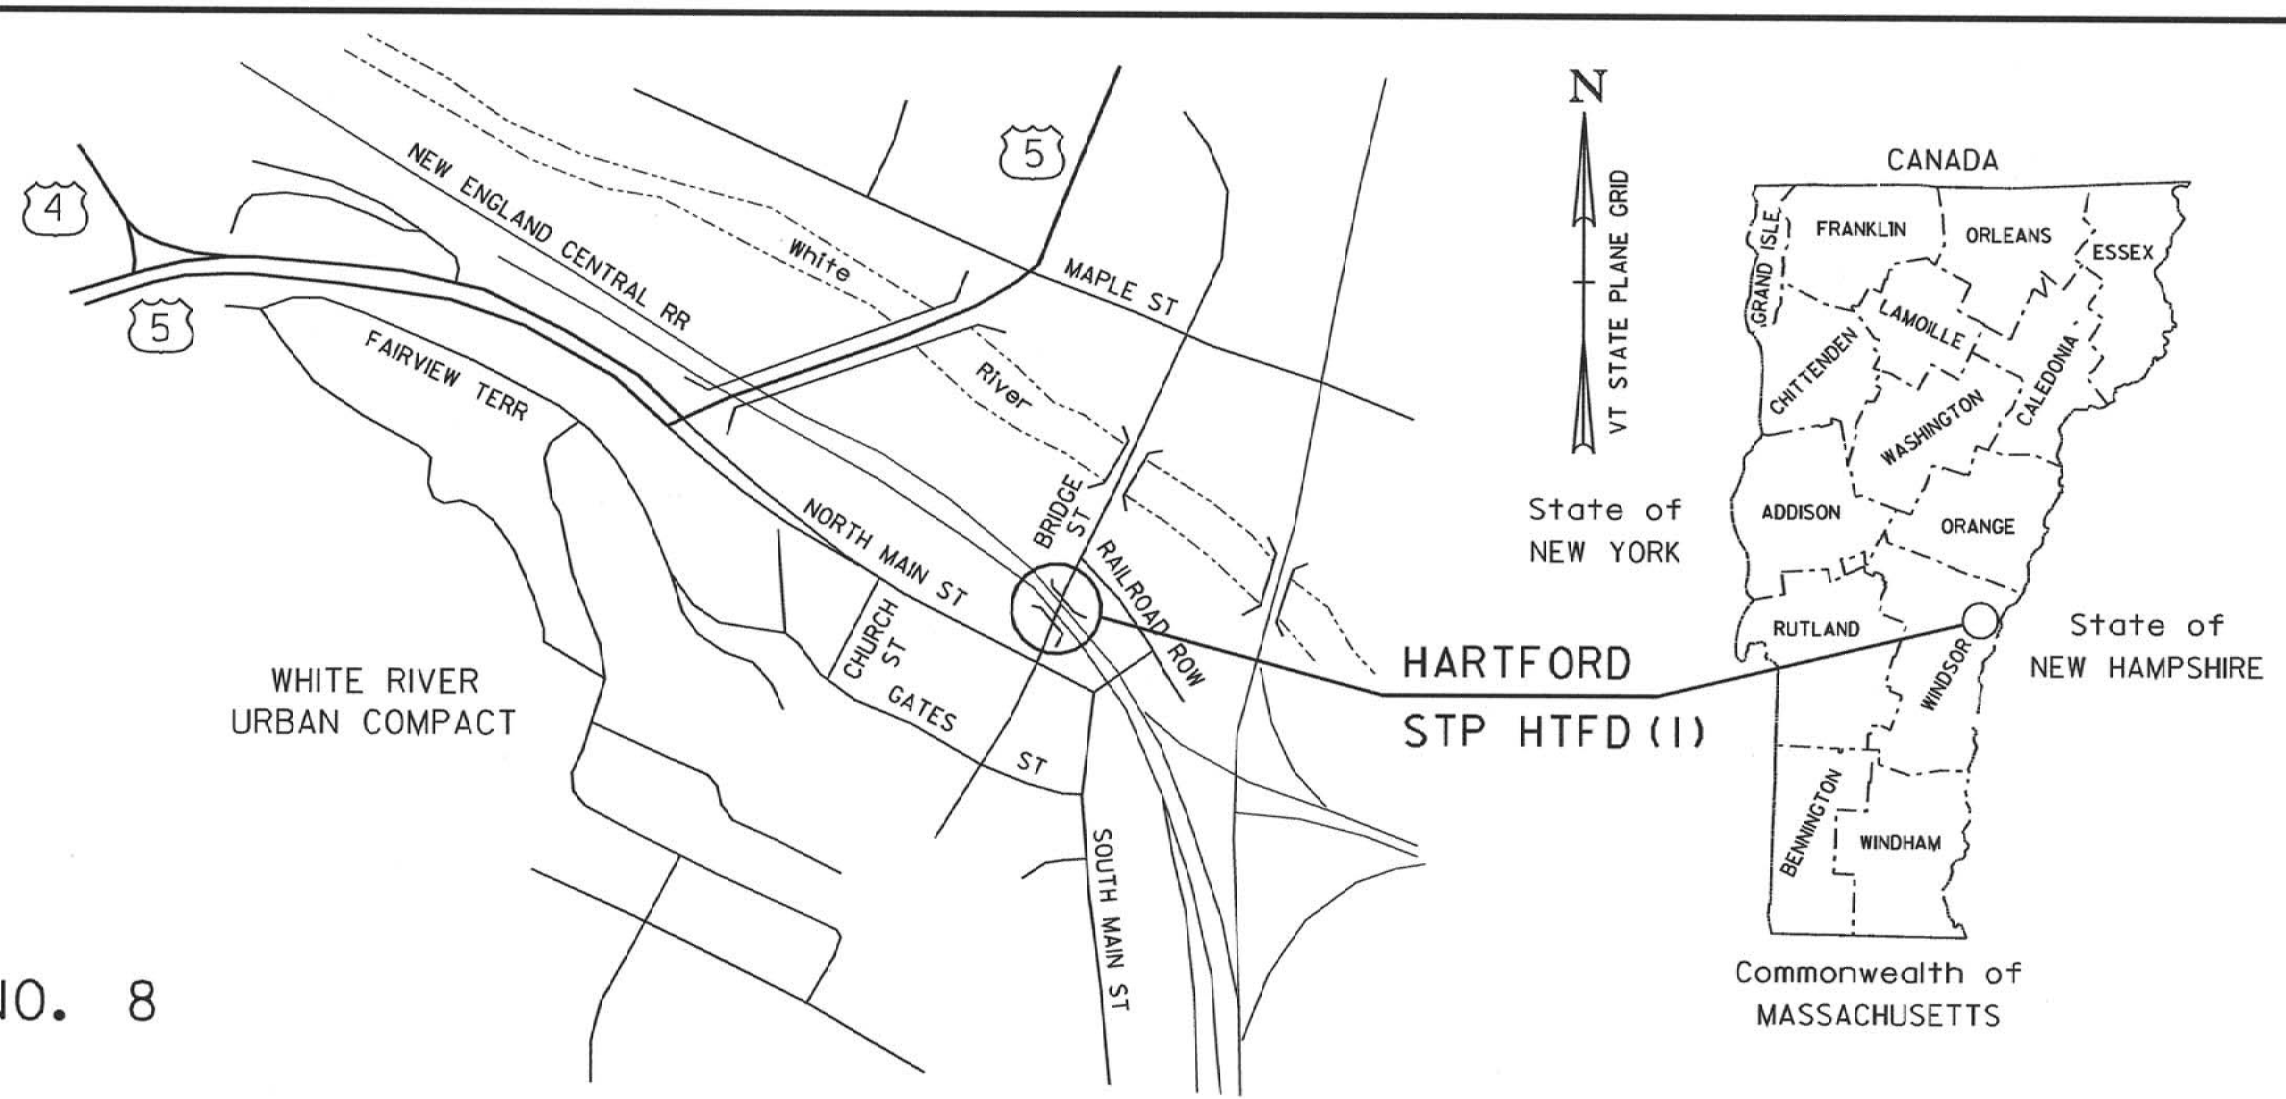 4
5
5
NEW ENGLAND CENTRAL RR
White
River
MAPLE ST
FAIRVIEW TERR
NORTH MAIN ST
BRIDGE
ST
RAILROAD ROW
CHURCH
ST
GATES ST
SOUTH MAIN ST
WHITE RIVER
URBAN COMPACT
NO. 8
HARTFORD
STP HTFD(1)
N
VT STATE PLANE GRID
CANADA
GRAND ISLE
FRANKLIN
ORLEANS
ESSEX
LAMOILLE
CHITTENDEN
CALEDONIA
WASHINGTON
ADDISON
ORANGE
RUTLAND
WINDSOR
BENNINGTON
WINDHAM
State of
NEW YORK
State of
NEW HAMPSHIRE
Commonwealth of
MASSACHUSETTS